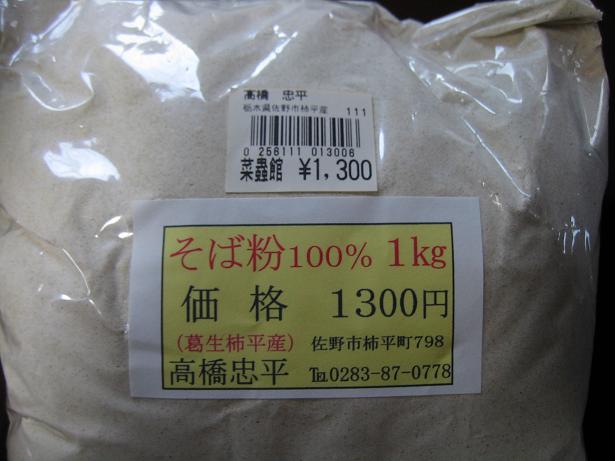 高橋　忠平
栃木県佐野市柿平産　111
0 256111 013006
菜蟲館 ¥1,300
そば粉100% 1kg
価 格 1300円
(葛生柿平産) 佐野市柿平町798
高橋忠平 ℡0283-87-0778